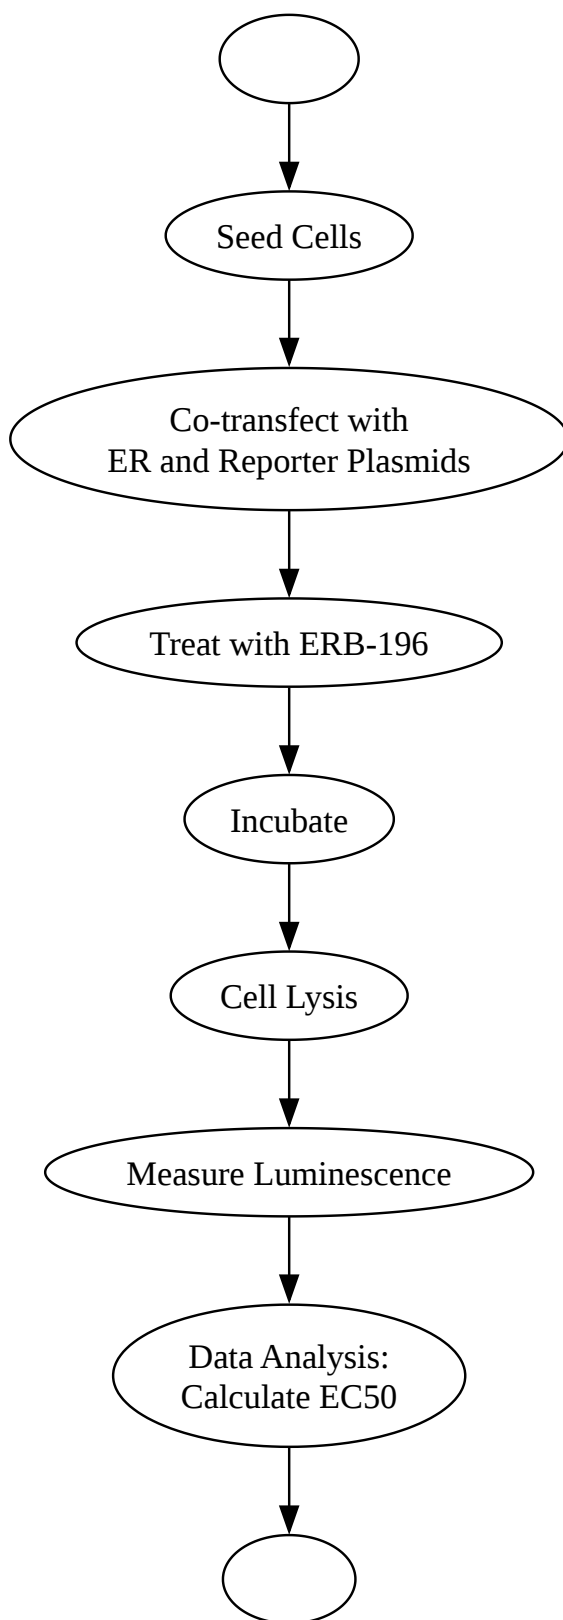 Seed Cells
Co-transfect with
ER and Reporter Plasmids
Treat with ERB-196
Incubate
Cell Lysis
Measure Luminescence
Data Analysis:
Calculate EC50